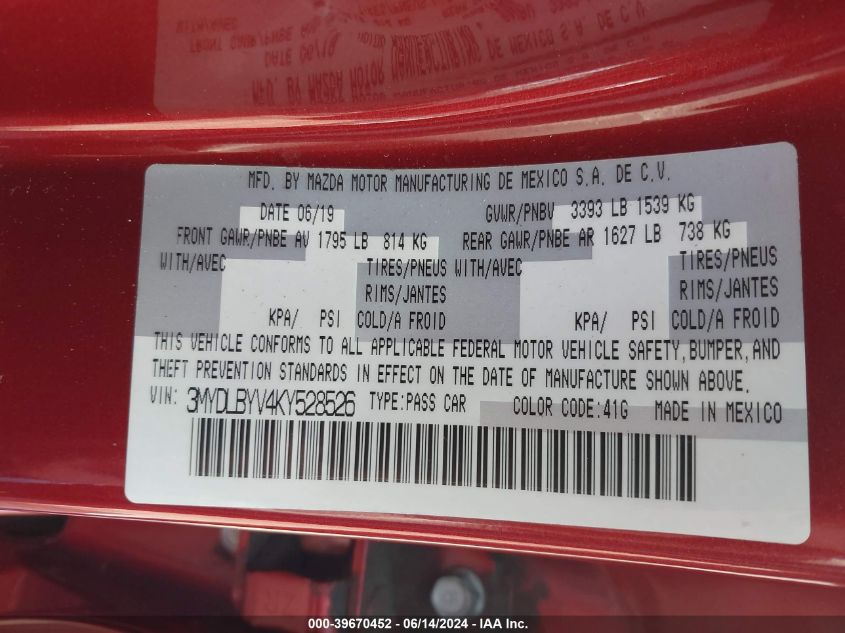 MFD. BY MAZDA MOTOR MANUFACTURING DE MEXICO S.A. DE C.V.
DATE 06/19 GVWR/PNBV 3393 LB 1539 KG
FRONT GAWR/PNBE AV 1795 LB 814 KG REAR GAWR/PNBE AR 1627 LB 738 KG
WITH/AVEC TIRES/PNEUS WITH/AVEC TIRES/PNEUS
RIMS/JANTES RIMS/JANTES
KPA/ PSI COLD/A FROID KPA/ PSI COLD/A FROID
THIS VEHICLE CONFORMS TO ALL APPLICABLE FEDERAL MOTOR VEHICLE SAFETY, BUMPER, AND
THEFT PREVENTION STANDARDS IN EFFECT ON THE DATE OF MANUFACTURE SHOWN ABOVE.
VIN: 3MYDLBYV4KY528526 TYPE:PASS CAR COLOR CODE:41G MADE IN MEXICO
000-39670452 - 06/14/2024 - IAA Inc.